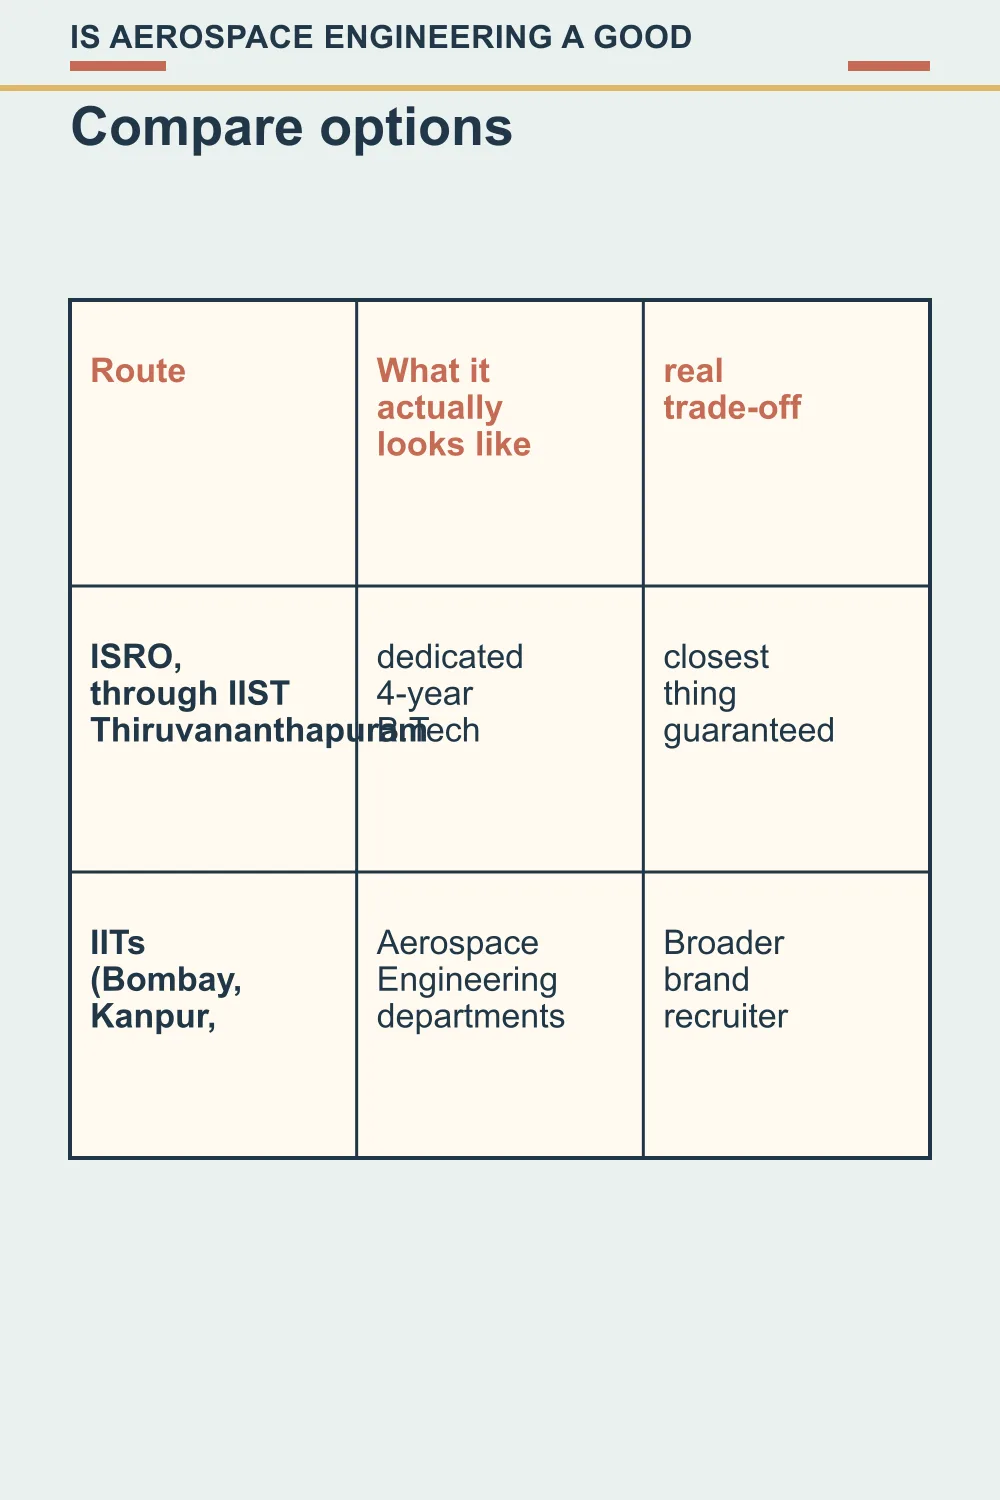 IS AEROSPACE ENGINEERING A GOOD
Compare options
Route
What it
actually
looks like
real
trade-off
ISRO,
through IIST
Thiruvananthapuram
dedicated
4-year
B.Tech
closest
thing
guaranteed
IITs
(Bombay,
Kanpur,
Aerospace
Engineering
departments
Broader
brand
recruiter